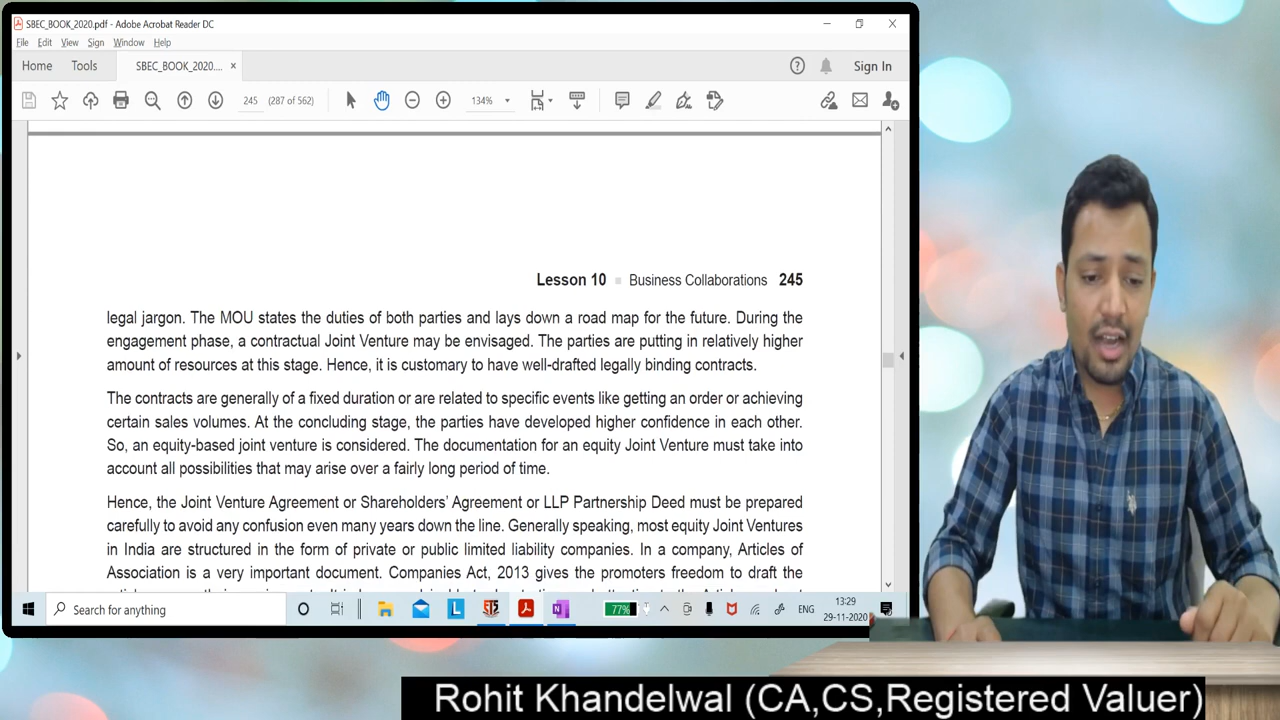 SBEC_BOOK_2020.pdf - Adobe Acrobat Reader DC
File Edit View Sign Window Help
Home Tools SBEC_BOOK_2020.... × Sign In
245 (287 of 562) 134%
Lesson 10 Business Collaborations 245
legal jargon. The MOU states the duties of both parties and lays down a road map for the future. During the
engagement phase, a contractual Joint Venture may be envisaged. The parties are putting in relatively higher
amount of resources at this stage. Hence, it is customary to have well-drafted legally binding contracts.
The contracts are generally of a fixed duration or are related to specific events like getting an order or achieving
certain sales volumes. At the concluding stage, the parties have developed higher confidence in each other.
So, an equity-based joint venture is considered. The documentation for an equity Joint Venture must take into
account all possibilities that may arise over a fairly long period of time.
Hence, the Joint Venture Agreement or Shareholders' Agreement or LLP Partnership Deed must be prepared
carefully to avoid any confusion even many years down the line. Generally speaking, most equity Joint Ventures
in India are structured in the form of private or public limited liability companies. In a company, Articles of
Association is a very important document. Companies Act, 2013 gives the promoters freedom to draft the
Search for anything
77%
ENG
13:29
29-11-2020
Rohit Khandelwal (CA,CS,Registered Valuer)